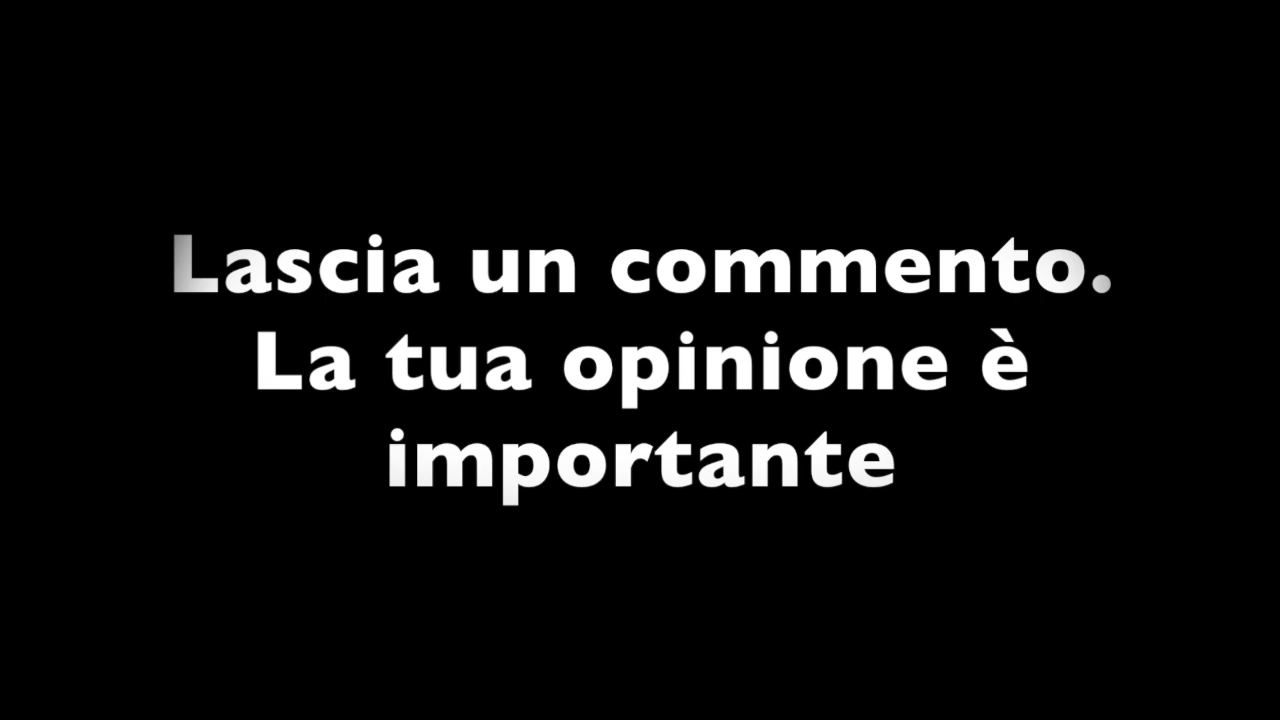 Lascia un commento.
La tua opinione è
importante